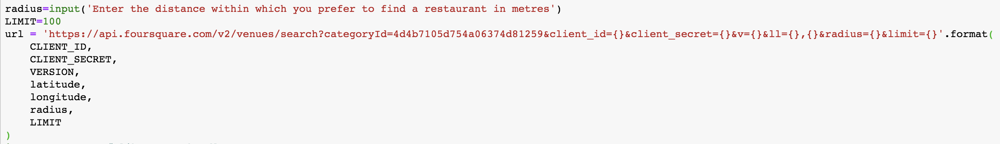 radius=input('Enter the distance within which you prefer to find a restaurant in metres')
LIMIT=100
url = 'https://api.foursquare.com/v2/venues/search?categoryId=4d4b7105d754a06374d81259&client_id={}&client_secret={}&v={}&ll={},{}&radius={}&limit={}'.format(
    CLIENT_ID,
    CLIENT_SECRET,
    VERSION,
    latitude,
    longitude,
    radius,
    LIMIT
)